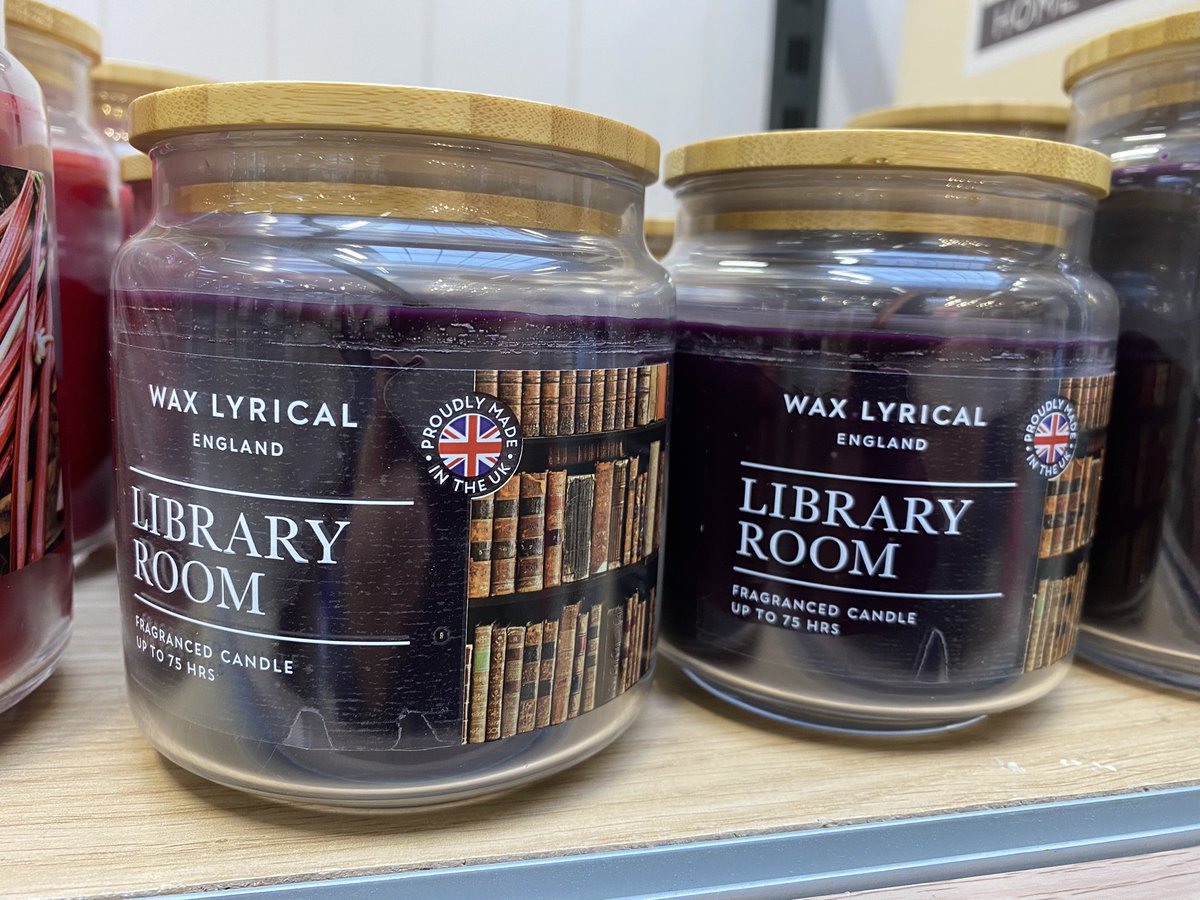 HOME
WAX LYRICAL
ENGLAND
PROUDLY MADE
IN THE UK
LIBRARY
ROOM
FRAGRANCED CANDLE
UP TO 75 HRS
WAX LYRICAL
ENGLAND
PROUDLY MADE
IN THE UK
LIBRARY
ROOM
FRAGRANCED CANDLE
UP TO 75 HRS